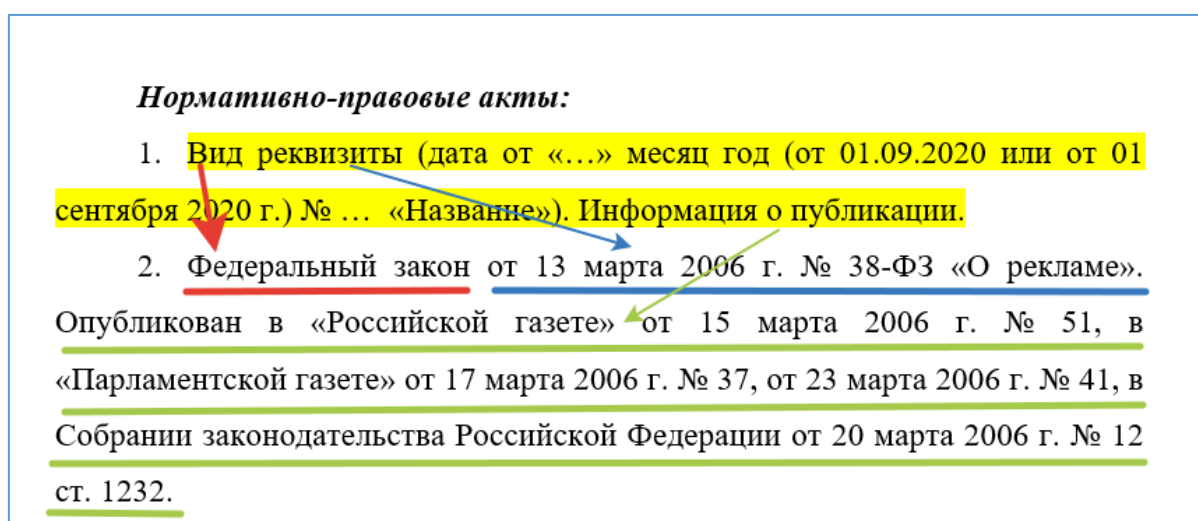 Нормативно-правовые акты:
1. Вид реквизиты (дата от «…» месяц год (от 01.09.2020 или от 01
сентября 2020 г.) № … «Название»). Информация о публикации.
2. Федеральный закон от 13 марта 2006 г. № 38-ФЗ «О рекламе».
Опубликован в «Российской газете» от 15 марта 2006 г. № 51, в
«Парламентской газете» от 17 марта 2006 г. № 37, от 23 марта 2006 г. № 41, в
Собрании законодательства Российской Федерации от 20 марта 2006 г. № 12
ст. 1232.